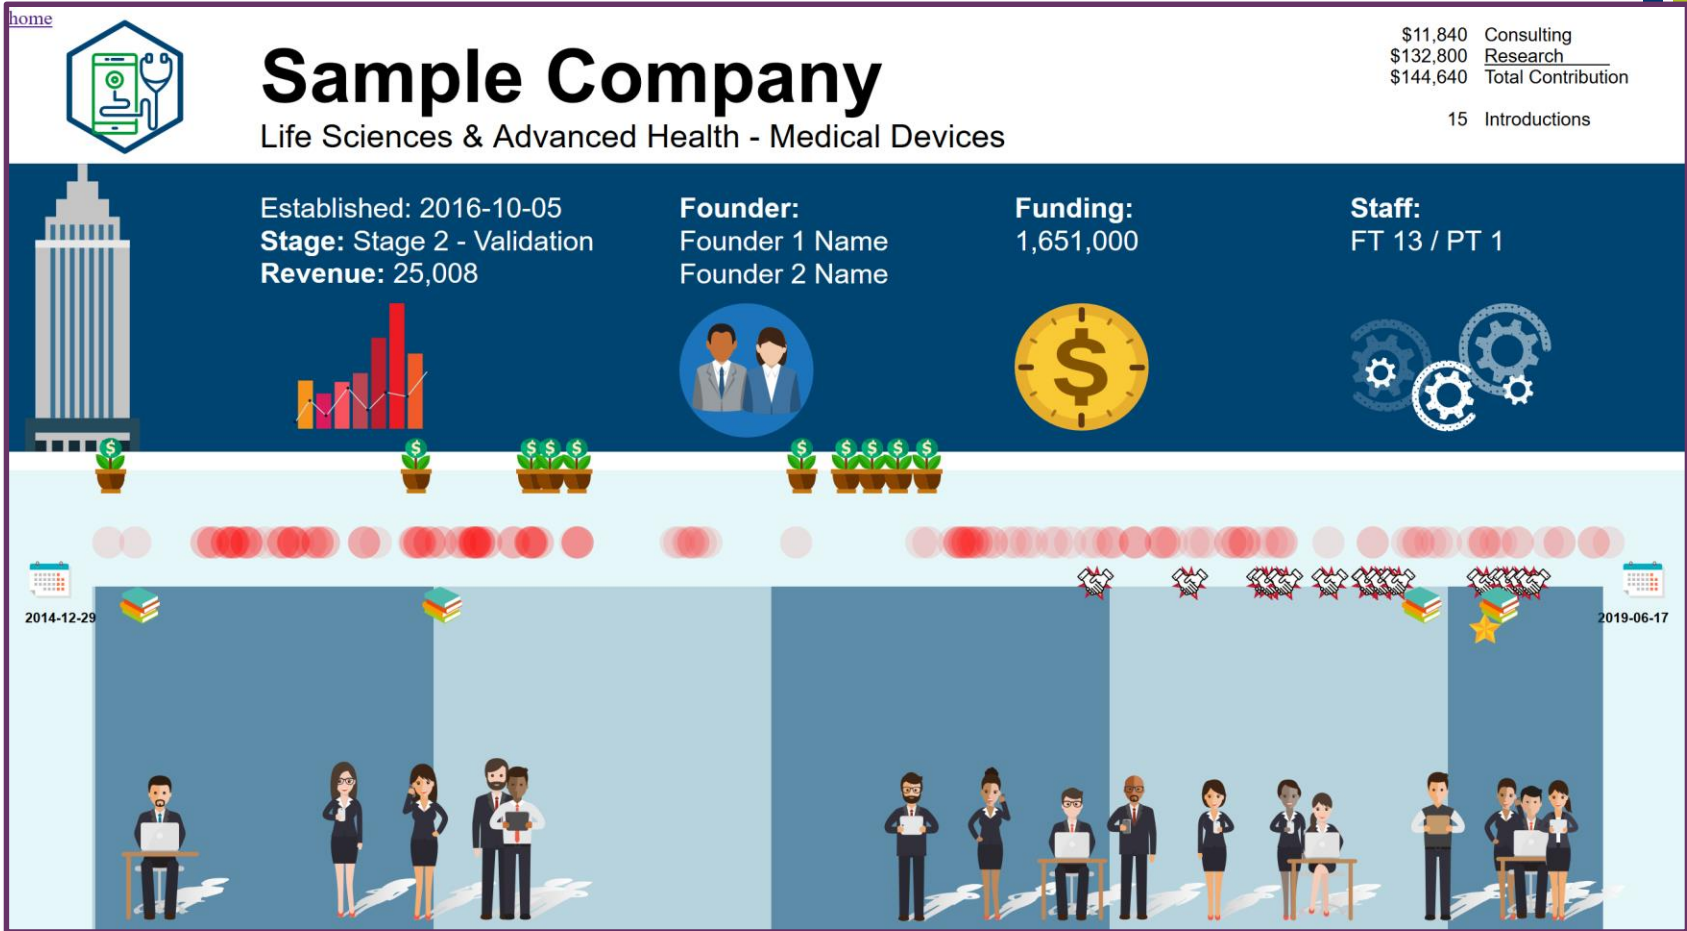 home
Sample Company
Life Sciences & Advanced Health - Medical Devices
$11,840 Consulting
$132,800 Research
$144,640 Total Contribution
15 Introductions
Established: 2016-10-05
Stage: Stage 2 - Validation
Revenue: 25,008
Founder:
Founder 1 Name
Founder 2 Name
Funding:
1,651,000
Staff:
FT 13 / PT 1
2014-12-29
2019-06-17